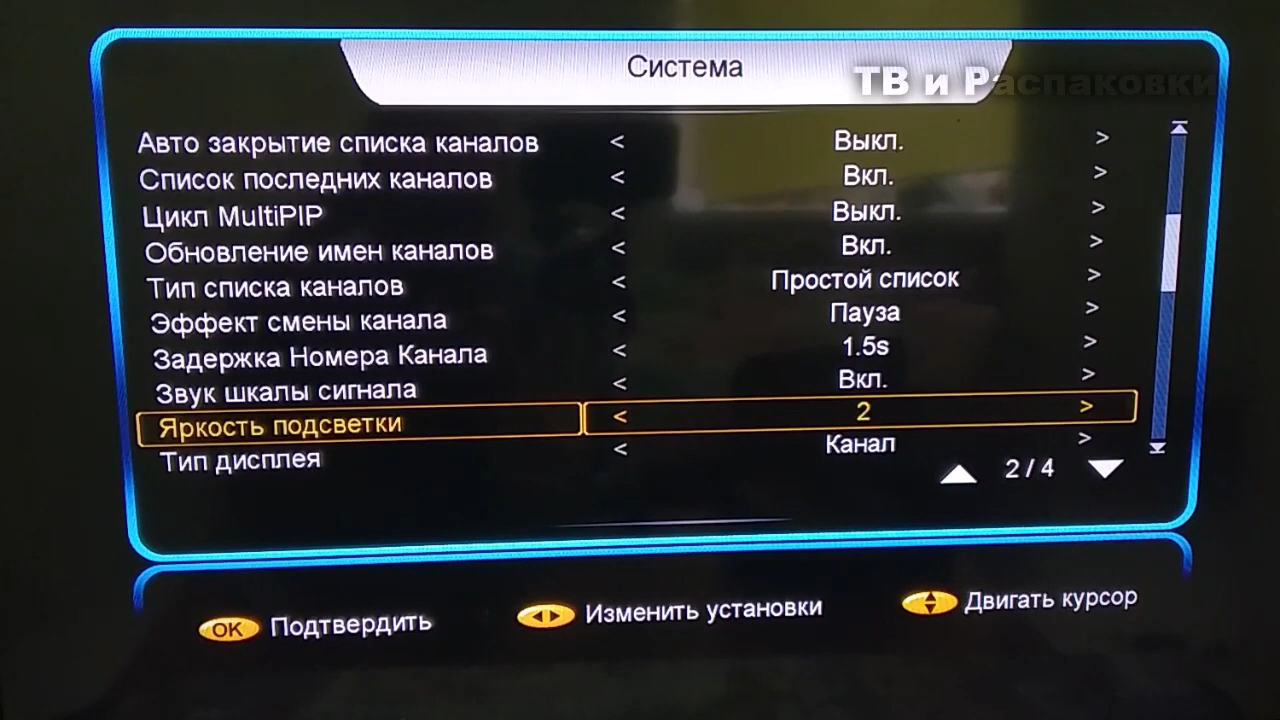 Система
ТВ и Распаковки
Авто закрытие списка каналов < Выкл. >
Список последних каналов < Вкл. >
Цикл MultiPIP < Выкл. >
Обновление имен каналов < Вкл. >
Тип списка каналов < Простой список >
Эффект смены канала < Пауза >
Задержка Номера Канала < 1.5s >
Звук шкалы сигнала < Вкл. >
Яркость подсветки < 2 >
Тип дисплея < Канал >
2 / 4
OK Подтвердить Изменить установки Двигать курсор